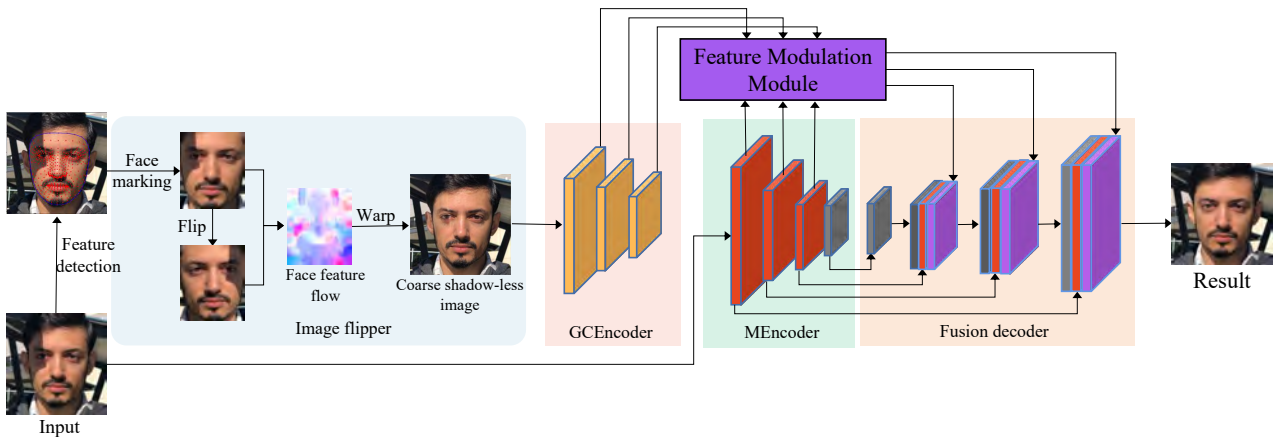 Feature Modulation
Module
Face
marking
Flip
Warp
Feature
detection
Face feature
flow
Coarse shadow-less
image
Image flipper
GCEncoder
MEncoder
Fusion decoder
Result
Input